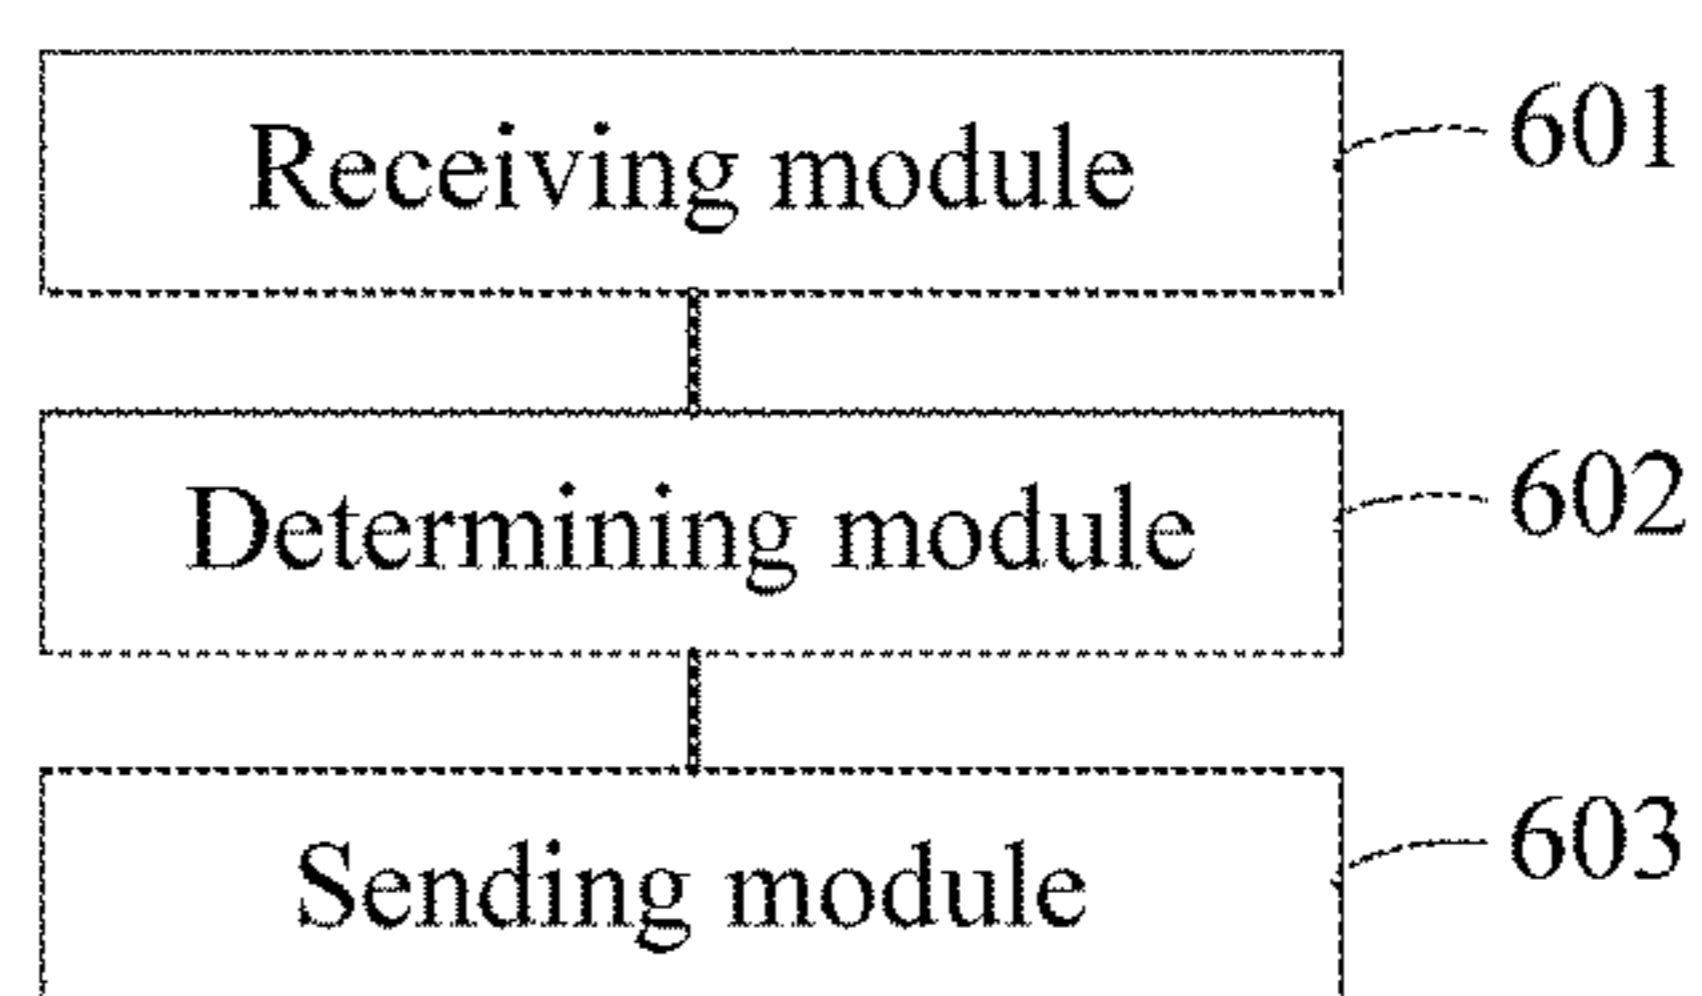 Receiving module 601
Determining module 602
Sending module 603